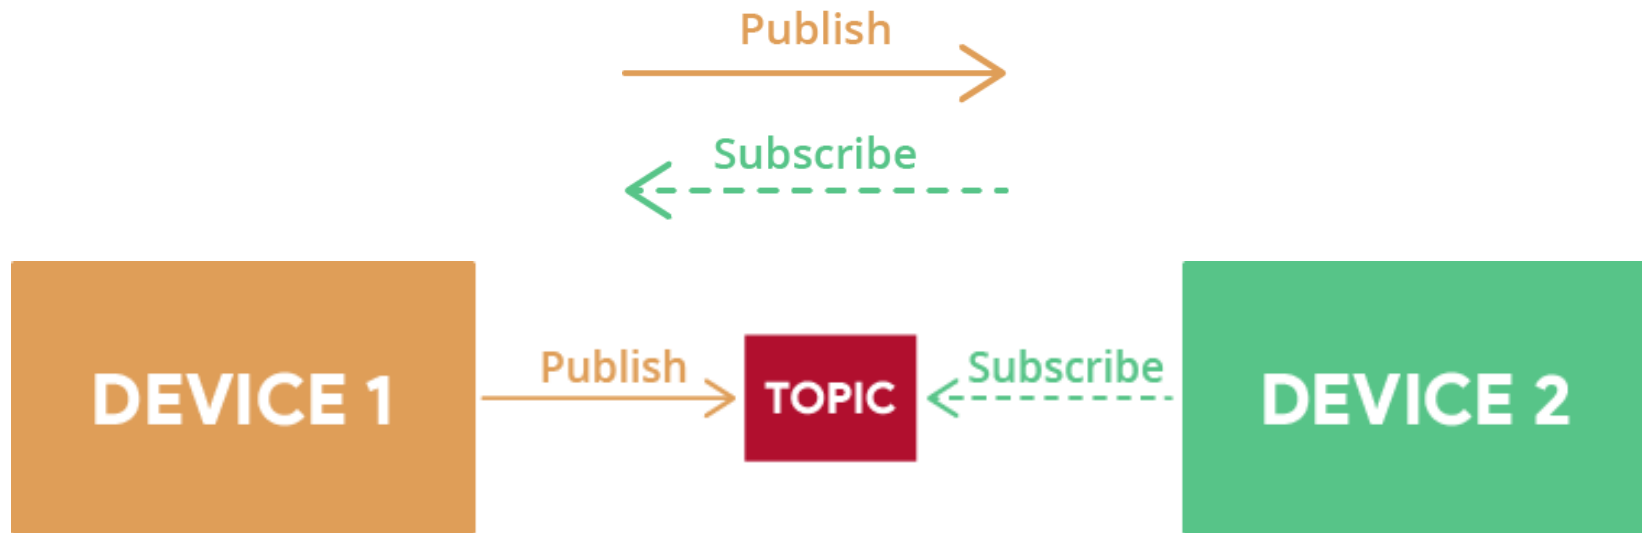 Publish
Subscribe
DEVICE 1
Publish
TOPIC
Subscribe
DEVICE 2